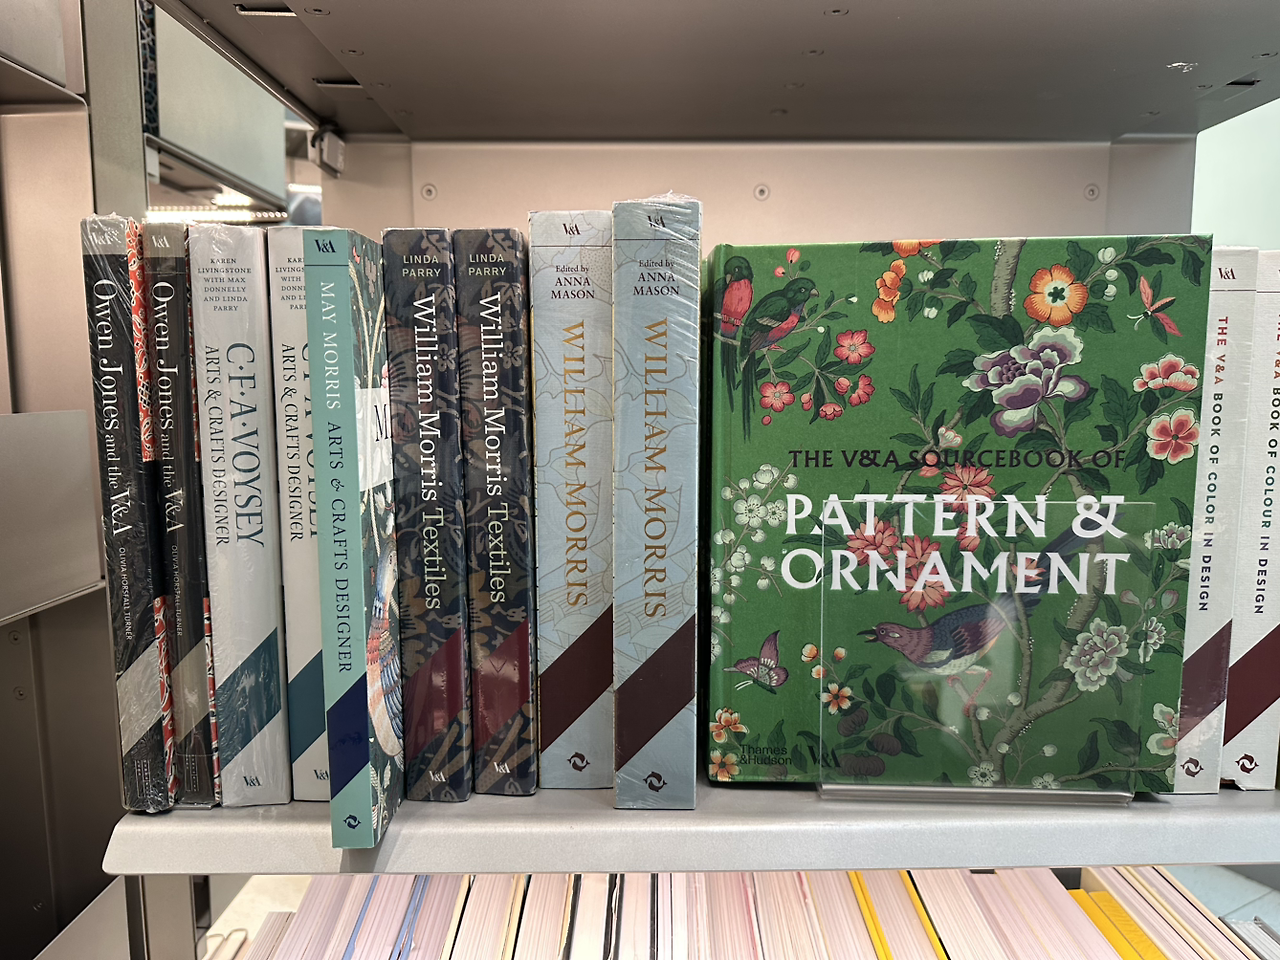 V&A
Owen Jones and the V&A
OLIVIA HORSFALL TURNER
V&A
Owen Jones and the V&A
OLIVIA HORSFALL TURNER
KAREN
LIVINGSTONE
WITH MAX
DONNELLY
AND LINDA
PARRY
C·F·A·VOYSEY
ARTS & CRAFTS DESIGNER
V&A
KAREN
ARTS & CRAFTS DESIGNER
V&A
V&A
MAY MORRIS ARTS & CRAFTS DESIGNER
LINDA
PARRY
William Morris Textiles
V&A
LINDA
PARRY
William Morris Textiles
V&A
V&A
Edited by
ANNA
MASON
WILLIAM MORRIS
V&A
Edited by
ANNA
MASON
WILLIAM MORRIS
THE V&A SOURCEBOOK OF
PATTERN &
ORNAMENT
Thames
&Hudson
V&A
V&A
THE V&A BOOK OF COLOR IN DESIGN
THE V&A BOOK OF COLOUR IN DESIGN